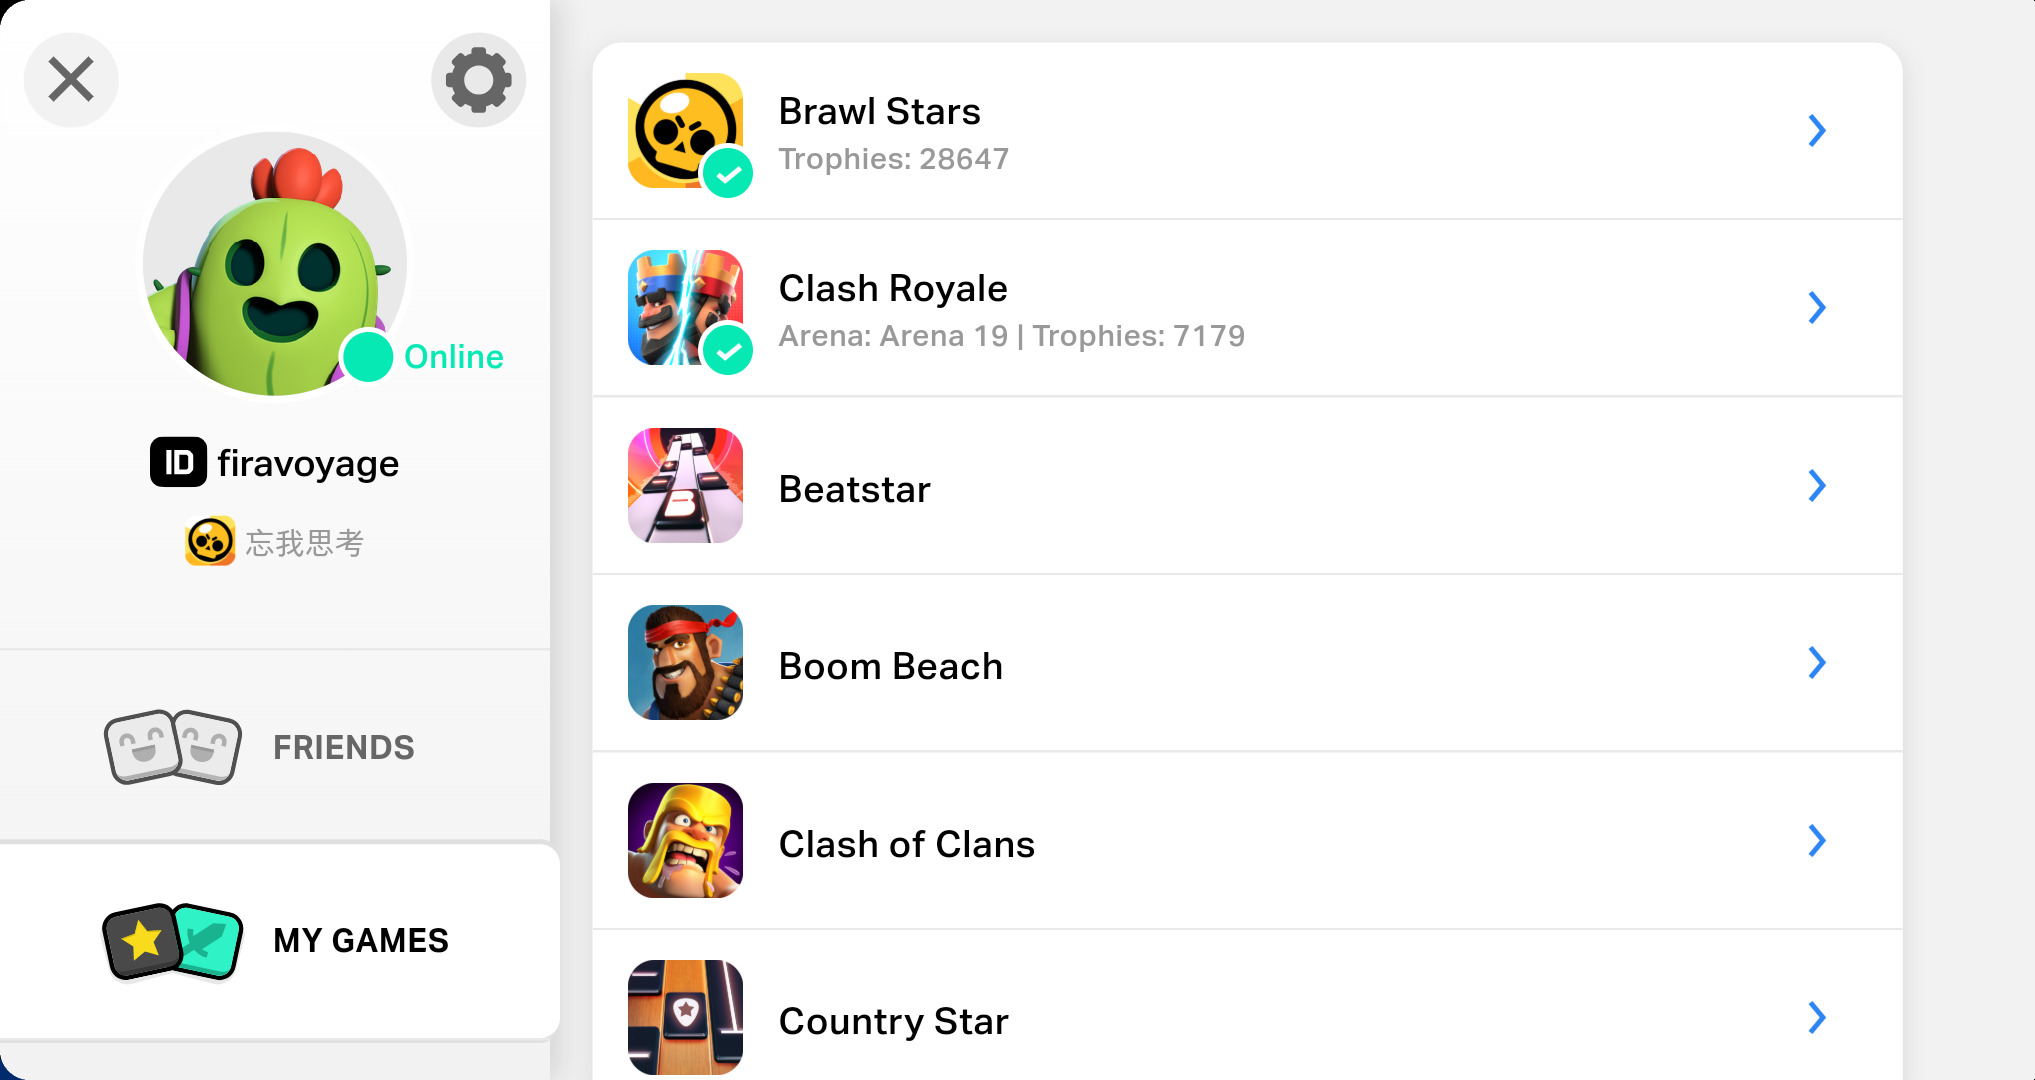 Online
ID firavoyage
忘我思考
FRIENDS
MY GAMES
Brawl Stars
Trophies: 28647
Clash Royale
Arena: Arena 19 | Trophies: 7179
Beatstar
B
Boom Beach
Clash of Clans
Country Star